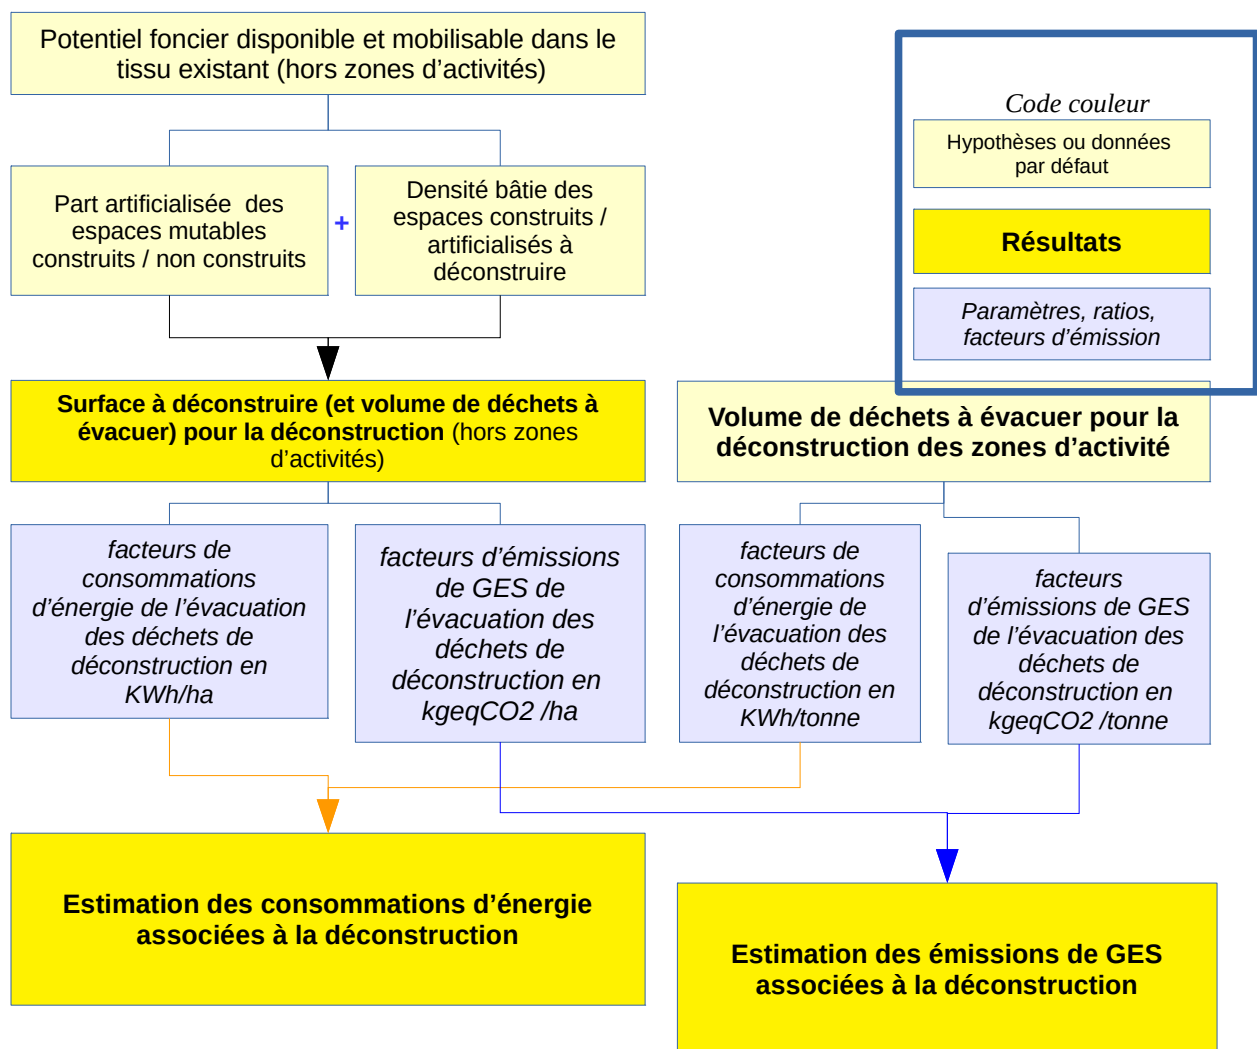 Potentiel foncier disponible et mobilisable dans le
tissu existant (hors zones d’activités)
Code couleur
Hypothèses ou données
par défaut
Résultats
Paramètres, ratios,
facteurs d’émission
Part artificialisée des
espaces mutables
construits / non construits
+
Densité bâtie des
espaces construits /
artificialisés à
déconstruire
Surface à déconstruire (et volume de déchets à
évacuer) pour la déconstruction (hors zones
d’activités)
Volume de déchets à évacuer pour la
déconstruction des zones d’activité
facteurs de
consommations
d’énergie de l’évacuation
des déchets de
déconstruction en
KWh/ha
facteurs d’émissions
de GES de
l’évacuation des
déchets de
déconstruction en
kgeqCO2 /ha
facteurs de
consommations
d’énergie de
l’évacuation des
déchets de
déconstruction en
KWh/tonne
facteurs
d’émissions de GES
de l’évacuation des
déchets de
déconstruction en
kgeqCO2 /tonne
Estimation des consommations d’énergie
associées à la déconstruction
Estimation des émissions de GES
associées à la déconstruction